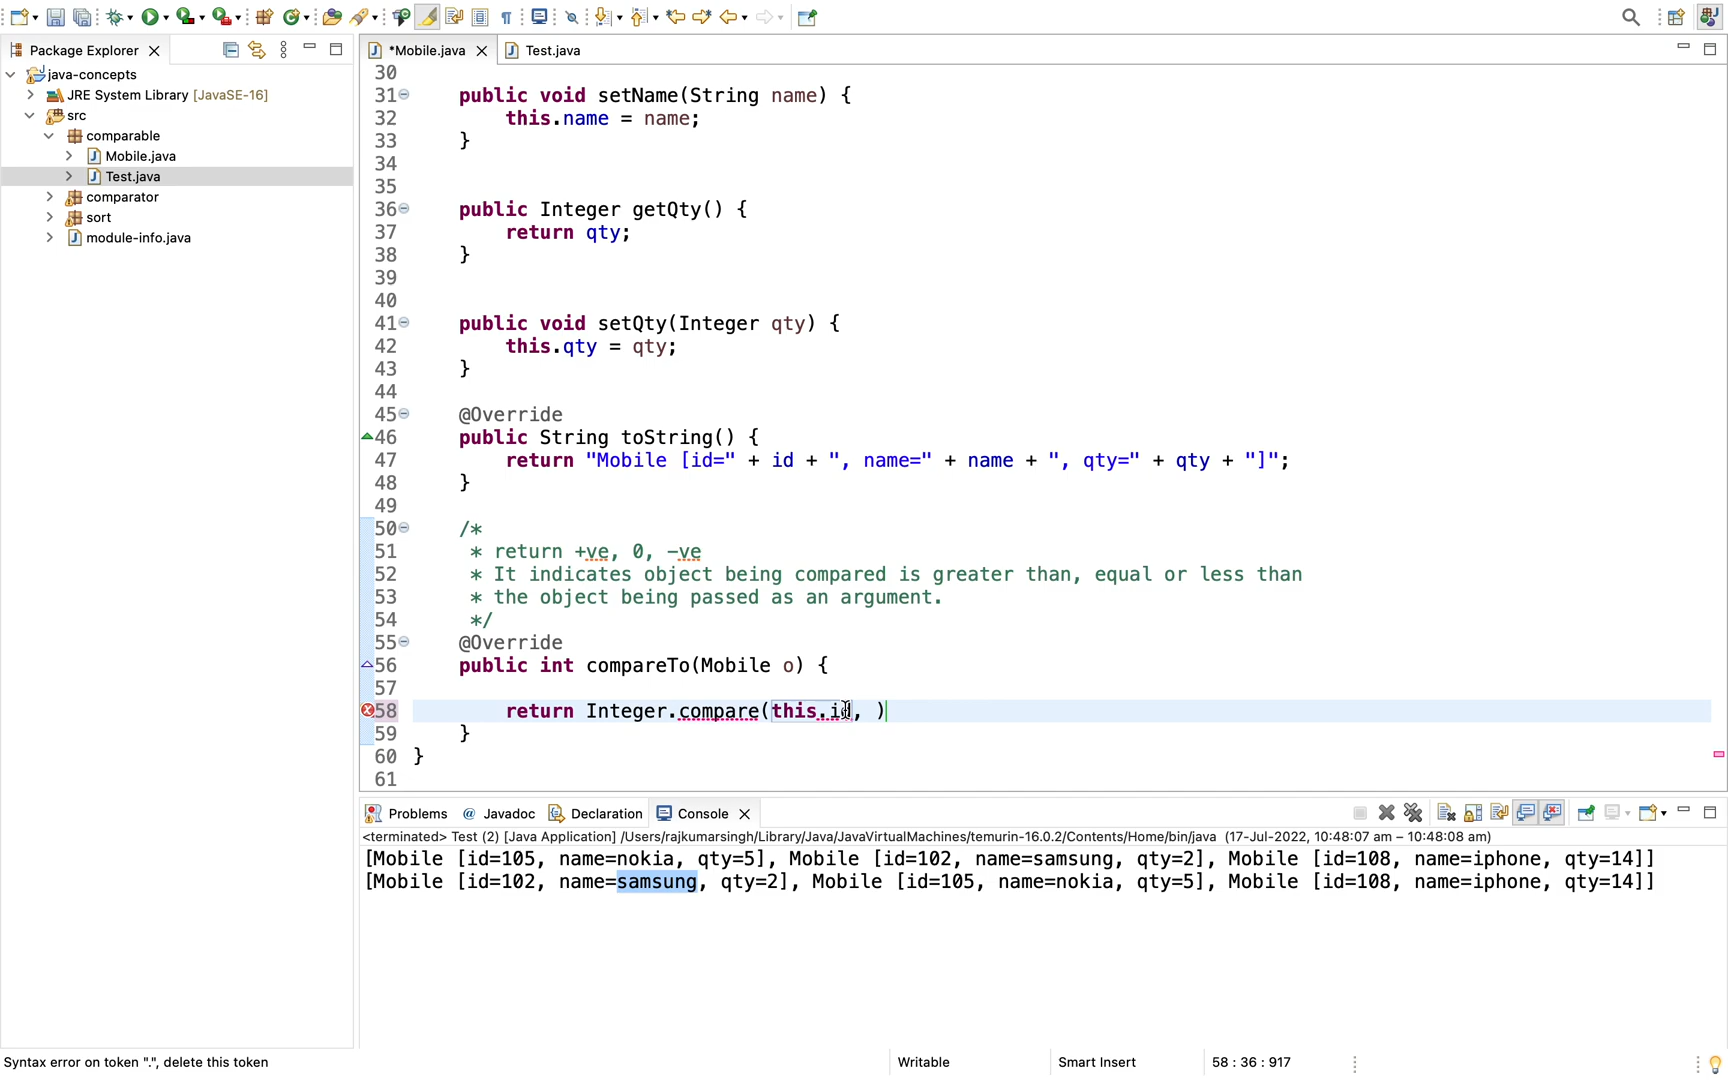 Package Explorer
*Mobile.java
Test.java
java-concepts
JRE System Library [JavaSE-16]
src
comparable
Mobile.java
Test.java
comparator
sort
module-info.java
30
31 public void setName(String name) {
32 this.name = name;
33 }
34
35
36 public Integer getQty() {
37 return qty;
38 }
39
40
41 public void setQty(Integer qty) {
42 this.qty = qty;
43 }
44
45 @Override
46 public String toString() {
47 return "Mobile [id=" + id + ", name=" + name + ", qty=" + qty + "]";
48 }
49
50 /*
51 * return +ve, 0, -ve
52 * It indicates object being compared is greater than, equal or less than
53 * the object being passed as an argument.
54 */
55 @Override
56 public int compareTo(Mobile o) {
57
58 return Integer.compare(this.id, )
59 }
60 }
61
Problems @ Javadoc Declaration Console
<terminated> Test (2) [Java Application] /Users/rajkumarsingh/Library/Java/JavaVirtualMachines/temurin-16.0.2/Contents/Home/bin/java (17-Jul-2022, 10:48:07 am – 10:48:08 am)
[Mobile [id=105, name=nokia, qty=5], Mobile [id=102, name=samsung, qty=2], Mobile [id=108, name=iphone, qty=14]]
[Mobile [id=102, name=samsung, qty=2], Mobile [id=105, name=nokia, qty=5], Mobile [id=108, name=iphone, qty=14]]
Syntax error on token ".", delete this token
Writable
Smart Insert
58 : 36 : 917